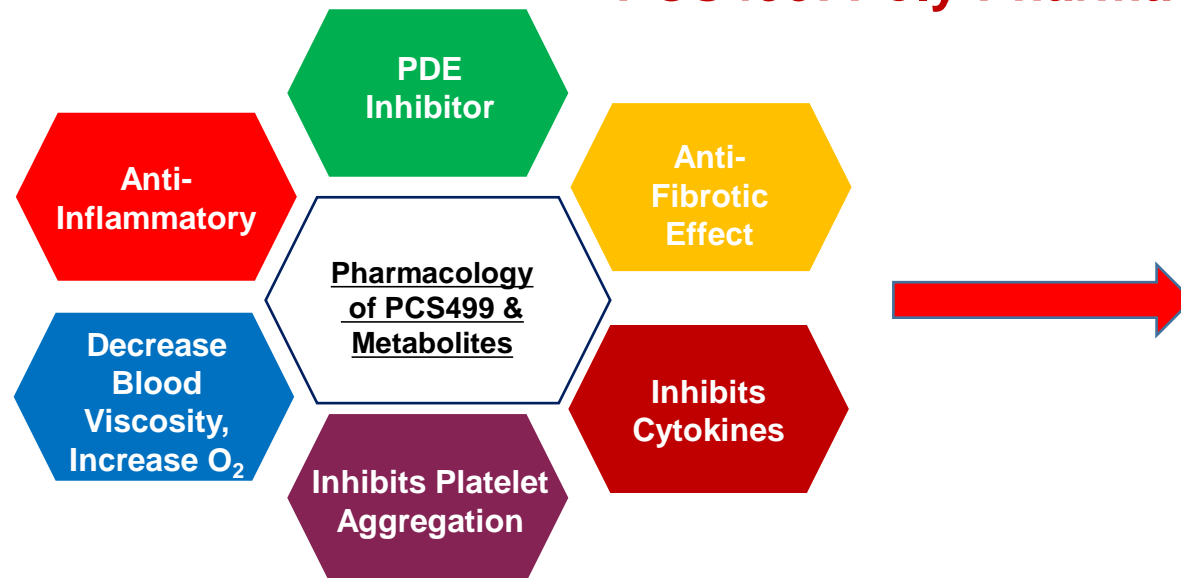 PDE
Inhibitor
Anti-
Inflammatory
Anti-
Fibrotic
Effect
Pharmacology
of PCS499 &
Metabolites
Decrease
Blood
Viscosity,
Increase O₂
Inhibits
Cytokines
Inhibits Platelet
Aggregation